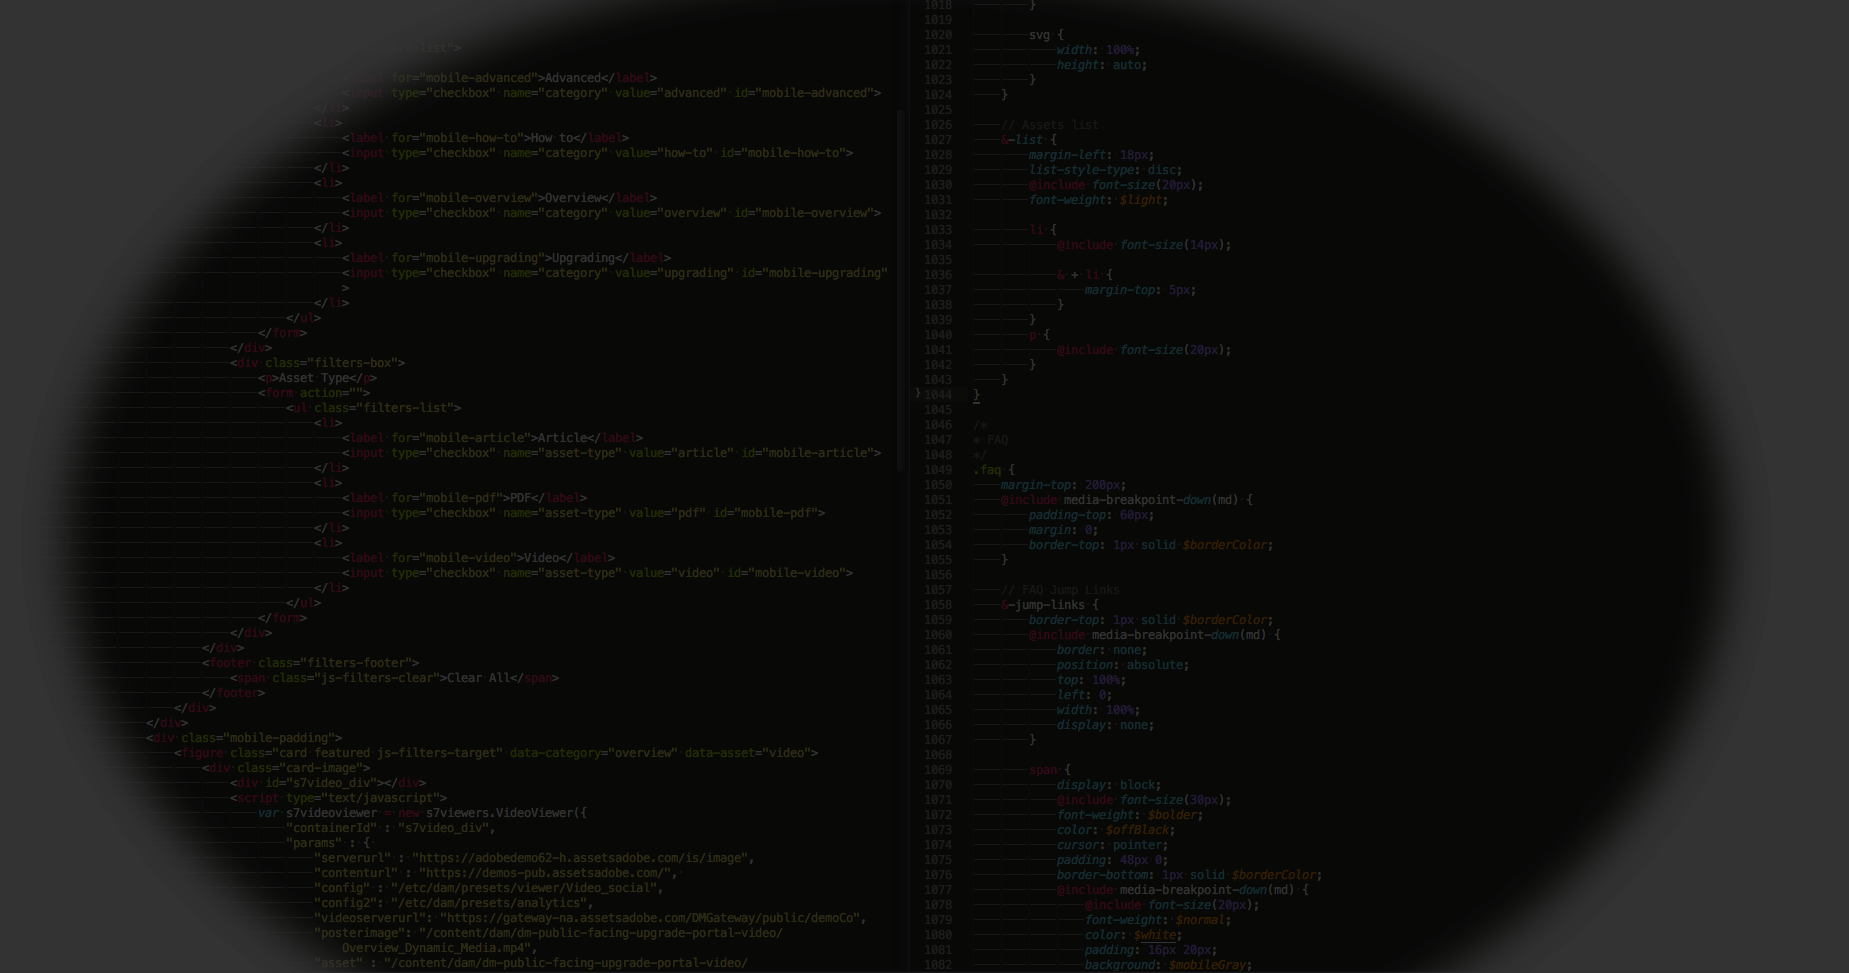 -list">
for="mobile-advanced">Advanced</label>
<input type="checkbox" name="category" value="advanced" id="mobile-advanced">
</li>
<li>
<label for="mobile-how-to">How to</label>
<input type="checkbox" name="category" value="how-to" id="mobile-how-to">
</li>
<li>
<label for="mobile-overview">Overview</label>
<input type="checkbox" name="category" value="overview" id="mobile-overview">
</li>
<li>
<label for="mobile-upgrading">Upgrading</label>
<input type="checkbox" name="category" value="upgrading" id="mobile-upgrading"
>
</li>
</ul>
</form>
</div>
<div class="filters-box">
<p>Asset Type</p>
<form action="">
<ul class="filters-list">
<li>
<label for="mobile-article">Article</label>
<input type="checkbox" name="asset-type" value="article" id="mobile-article">
</li>
<li>
<label for="mobile-pdf">PDF</label>
<input type="checkbox" name="asset-type" value="pdf" id="mobile-pdf">
</li>
<li>
<label for="mobile-video">Video</label>
<input type="checkbox" name="asset-type" value="video" id="mobile-video">
</li>
</ul>
</form>
</div>
</div>
<footer class="filters-footer">
<span class="js-filters-clear">Clear All</span>
</footer>
</div>
</div>
<div class="mobile-padding">
<figure class="card featured js-filters-target" data-category="overview" data-asset="video">
<div class="card-image">
<div id="s7video_div"></div>
<script type="text/javascript">
var s7videoviewer = new s7viewers.VideoViewer({
"containerId" : "s7video_div",
"params" : {
"serverurl" : "https://adobedemo62-h.assetsadobe.com/is/image",
"contenturl" : "https://demos-pub.assetsadobe.com/",
"config" : "/etc/dam/presets/viewer/Video_social",
"config2" : "/etc/dam/presets/analytics",
"videoserverurl": "https://gateway-na.assetsadobe.com/DMGateway/public/demoCo",
"posterimage": "/content/dam/dm-public-facing-upgrade-portal-video/
Overview_Dynamic_Media.mp4",
"asset" : "/content/dam/dm-public-facing-upgrade-portal-video/
1018 }
1019
1020 svg {
1021 width: 100%;
1022 height: auto;
1023 }
1024 }
1025
1026 // Assets list
1027 &-list {
1028 margin-left: 18px;
1029 list-style-type: disc;
1030 @include font-size(20px);
1031 font-weight: $light;
1032
1033 li {
1034 @include font-size(14px);
1035
1036 & + li {
1037 margin-top: 5px;
1038 }
1039 }
1040 p {
1041 @include font-size(20px);
1042 }
1043 }
} 1044 }
1045
1046 /*
1047 * FAQ
1048 */
1049 .faq {
1050 margin-top: 200px;
1051 @include media-breakpoint-down(md) {
1052 padding-top: 60px;
1053 margin: 0;
1054 border-top: 1px solid $borderColor;
1055 }
1056
1057 // FAQ Jump Links
1058 &-jump-links {
1059 border-top: 1px solid $borderColor;
1060 @include media-breakpoint-down(md) {
1061 border: none;
1062 position: absolute;
1063 top: 100%;
1064 left: 0;
1065 width: 100%;
1066 display: none;
1067 }
1068
1069 span {
1070 display: block;
1071 @include font-size(30px);
1072 font-weight: $bolder;
1073 color: $offBlack;
1074 cursor: pointer;
1075 padding: 48px 0;
1076 border-bottom: 1px solid $borderColor;
1077 @include media-breakpoint-down(md) {
1078 @include font-size(20px);
1079 font-weight: $normal;
1080 color: $white;
1081 padding: 16px 20px;
1082 background: $mobileGray;